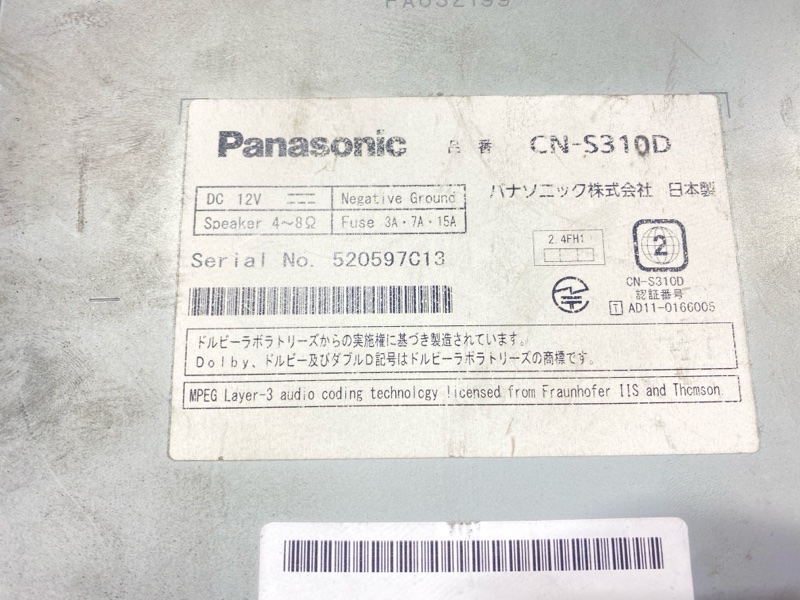 PA032199
Panasonic 品番 CN-S310D
DC 12V Negative Ground
Speaker 4～8Ω Fuse 3A・7A・15A
パナソニック株式会社 日本製
Serial No. 520597C13
2.4FH1
2
CN-S310D
認証番号
T AD11-0166005
ドルビーラボラトリーズからの実施権に基づき製造されています。
Dolby、ドルビー及びダブルD記号はドルビーラボラトリーズの商標です。
MPEG Layer-3 audio coding technology licensed from Fraunhofer IIS and Thomson